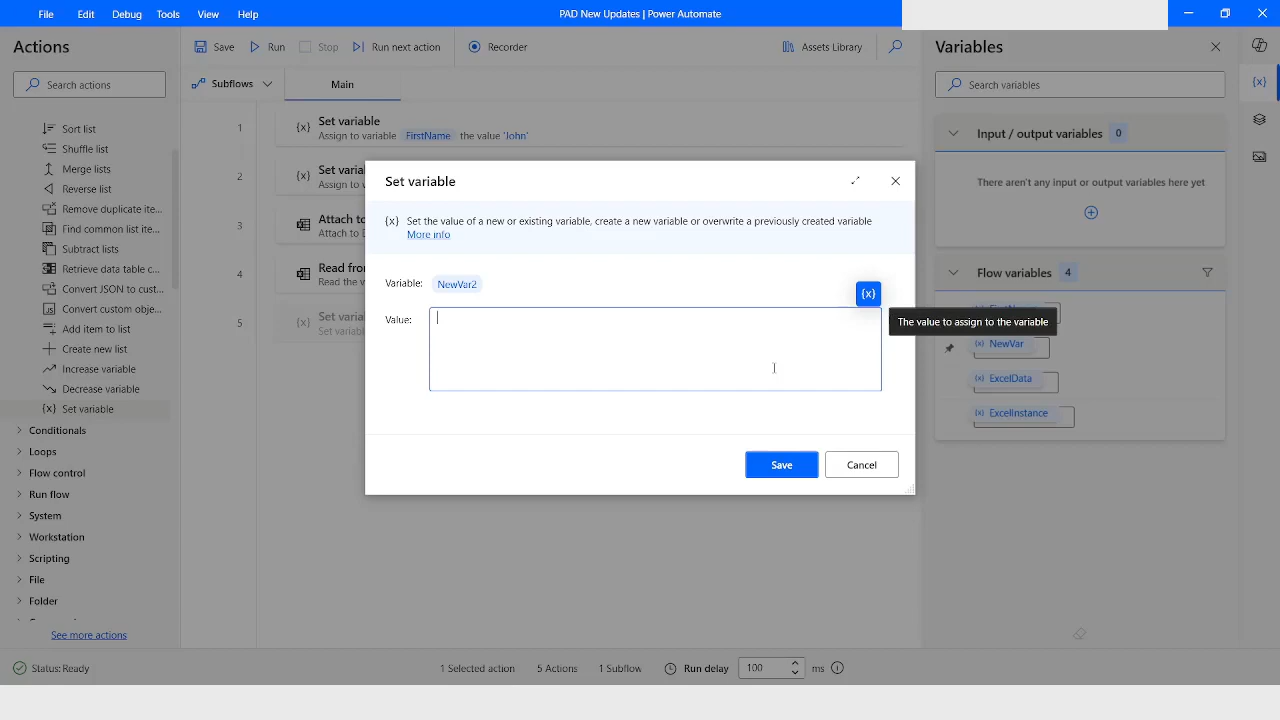 File Edit Debug Tools View Help
PAD New Updates | Power Automate
Actions
Search actions
Sort list
Shuffle list
Merge lists
Reverse list
Remove duplicate ite...
Find common list ite...
Subtract lists
Retrieve data table c...
Convert JSON to cust...
Convert custom obje...
Add item to list
Create new list
Increase variable
Decrease variable
{x} Set variable
Conditionals
Loops
Flow control
Run flow
System
Workstation
Scripting
File
Folder
See more actions
Save Run Stop Run next action Recorder Assets Library
Subflows Main
1 {x} Set variable
Assign to variable FirstName the value 'John'
2 {x} Set vari
Assign to v
3 Attach to
Attach to
4 Read from
Read the v
5 {x} Set vari
Set variab
Set variable
{x} Set the value of a new or existing variable, create a new variable or overwrite a previously created variable
More info
Variable: NewVar2
{x}
Value:
The value to assign to the variable
Save Cancel
Variables
Search variables
Input / output variables 0
There aren't any input or output variables here yet
Flow variables 4
{x} NewVar
{x} ExcelData
{x} ExcelInstance
{x}
Status: Ready 1 Selected action 5 Actions 1 Subflow Run delay 100 ms